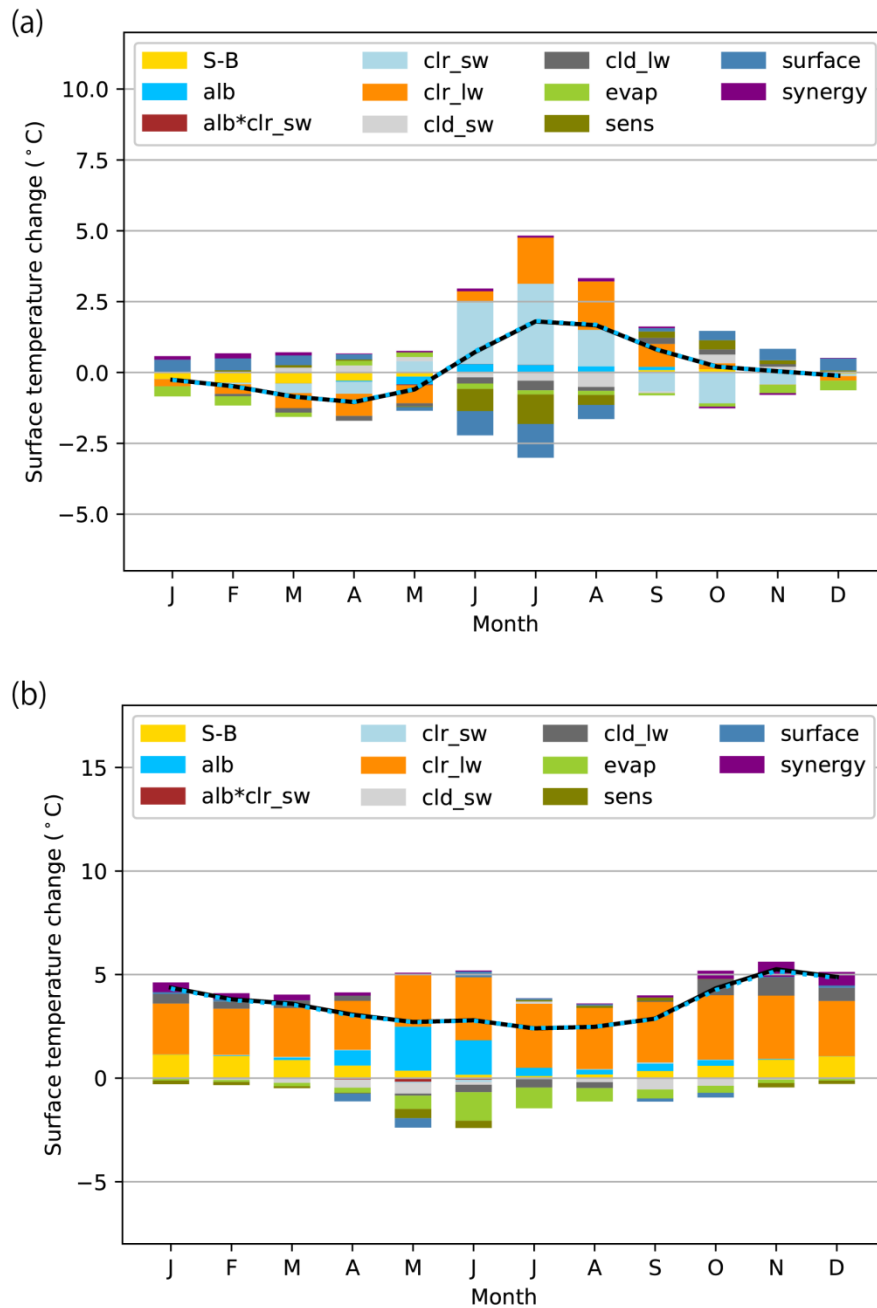 (a)
S-B clr_sw cld_lw surface
alb clr_lw evap synergy
alb*clr_sw cld_sw sens
10.0
7.5
5.0
2.5
0.0
−2.5
−5.0
Surface temperature change (°C)
J F M A M J J A S O N D
Month
(b)
S-B clr_sw cld_lw surface
alb clr_lw evap synergy
alb*clr_sw cld_sw sens
15
10
5
0
−5
Surface temperature change (°C)
J F M A M J J A S O N D
Month